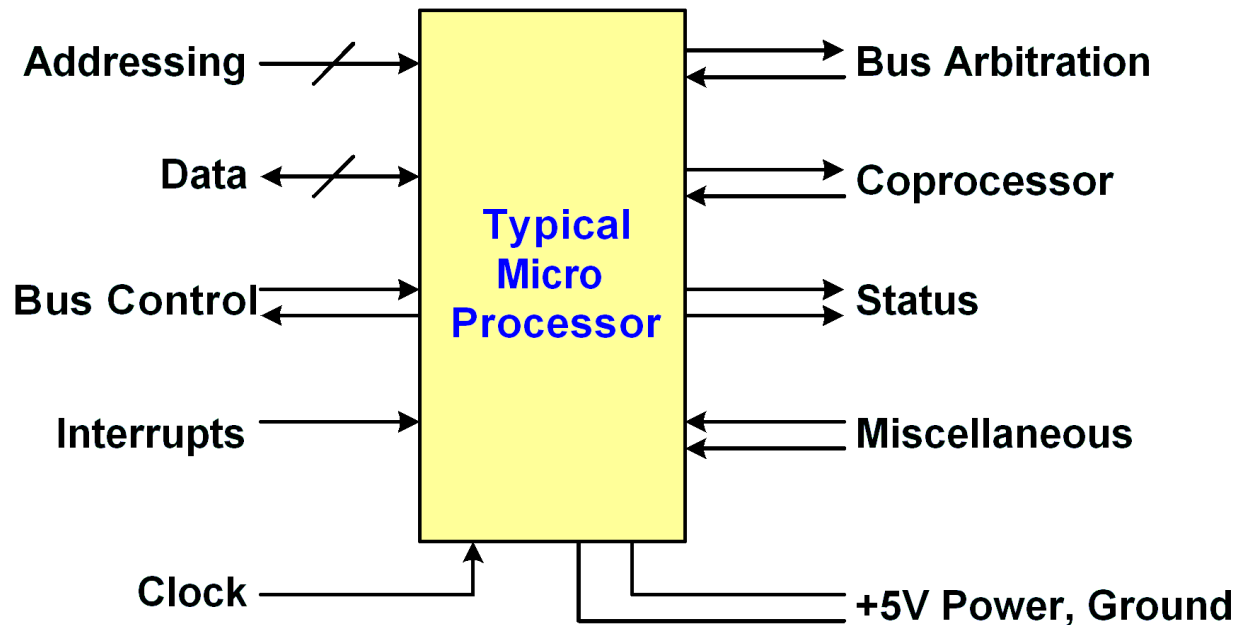 Addressing
Data
Bus Control
Interrupts
Clock
Typical
Micro
Processor
Bus Arbitration
Coprocessor
Status
Miscellaneous
+5V Power, Ground